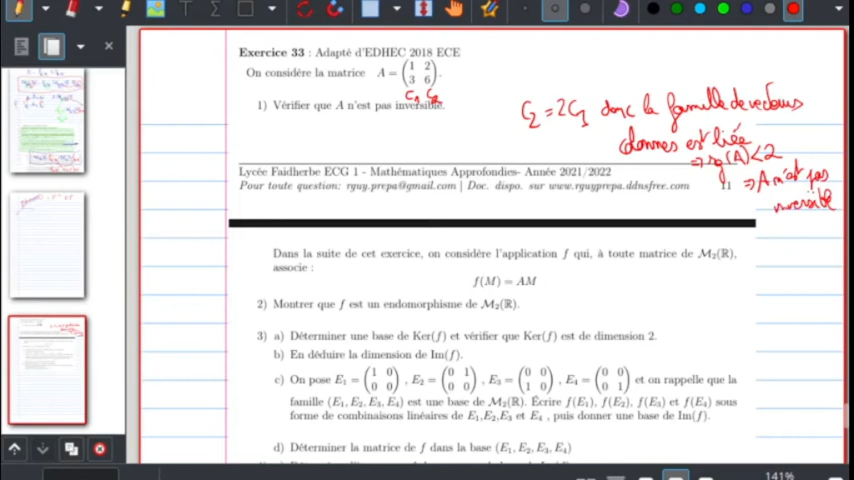 Exercice 33 : Adapté d'EDHEC 2018 ECE
On considère la matrice A = (1 2
3 6).
C₁ C₂
1) Vérifier que A n'est pas inversible.
C₂ = 2C₁ donc la famille de vecteurs
colonnes est liée
⇒ rg(A) < 2
⇒ A n'est pas
inversible
Lycée Faidherbe ECG 1 - Mathématiques Approfondies- Année 2021/2022
Pour toute question: rguy.prepa@gmail.com | Doc. dispo. sur www.rguyprepa.ddnsfree.com 11
Dans la suite de cet exercice, on considère l'application f qui, à toute matrice de M₂(ℝ),
associe :
f(M) = AM
2) Montrer que f est un endomorphisme de M₂(ℝ).
3) a) Déterminer une base de Ker(f) et vérifier que Ker(f) est de dimension 2.
b) En déduire la dimension de Im(f).
c) On pose E₁ = (1 0
0 0), E₂ = (0 1
0 0), E₃ = (0 0
1 0), E₄ = (0 0
0 1) et on rappelle que la
famille (E₁, E₂, E₃, E₄) est une base de M₂(ℝ). Écrire f(E₁), f(E₂), f(E₃) et f(E₄) sous
forme de combinaisons linéaires de E₁,E₂,E₃ et E₄ , puis donner une base de Im(f).
d) Déterminer la matrice de f dans la base (E₁, E₂, E₃, E₄)
141%